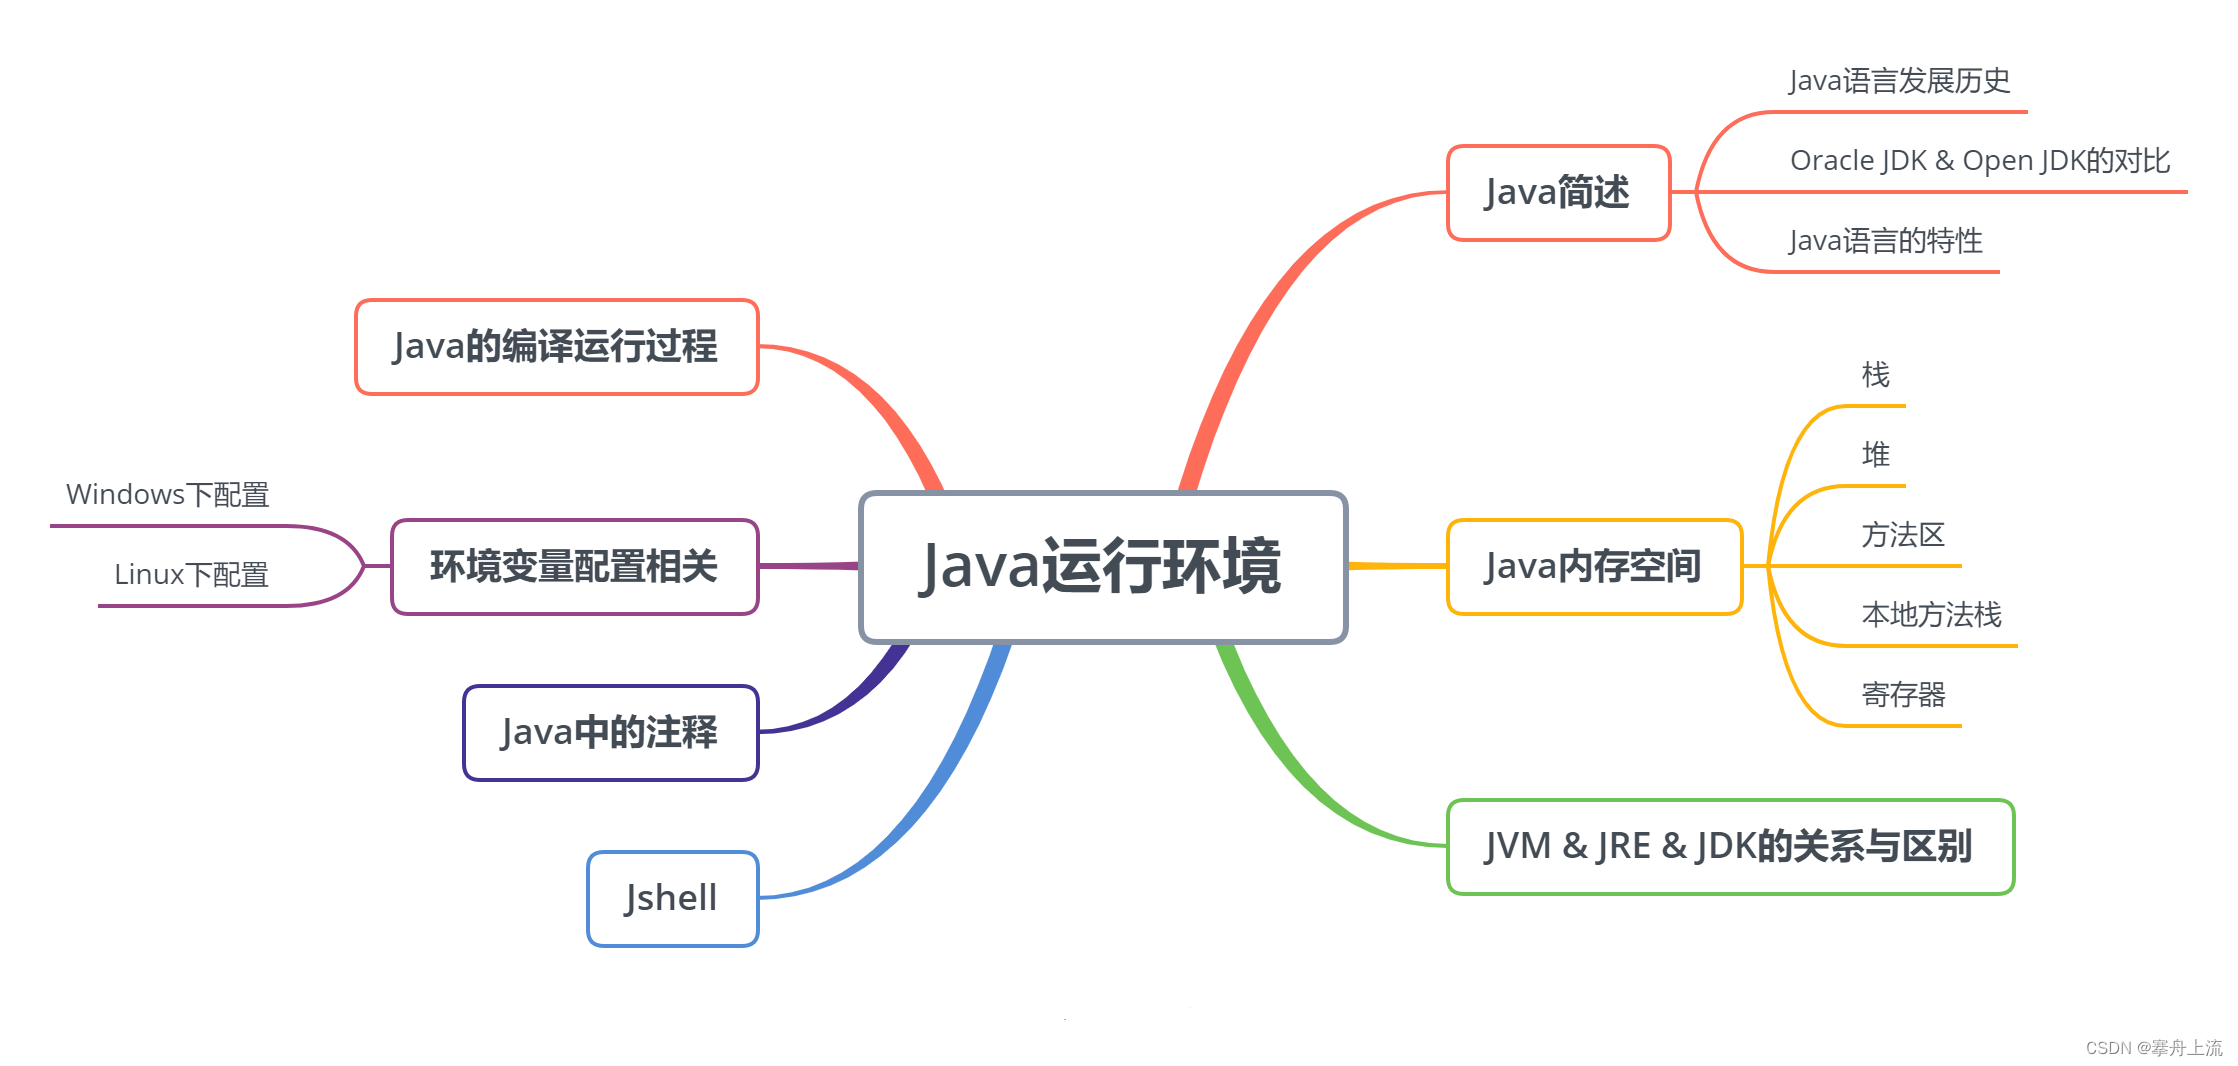 Java运行环境
Java简述
Java语言发展历史
Oracle JDK & Open JDK的对比
Java语言的特性
Java内存空间
栈
堆
方法区
本地方法栈
寄存器
JVM & JRE & JDK的关系与区别
Java的编译运行过程
环境变量配置相关
Windows下配置
Linux下配置
Java中的注释
Jshell
CSDN @搴舟上流